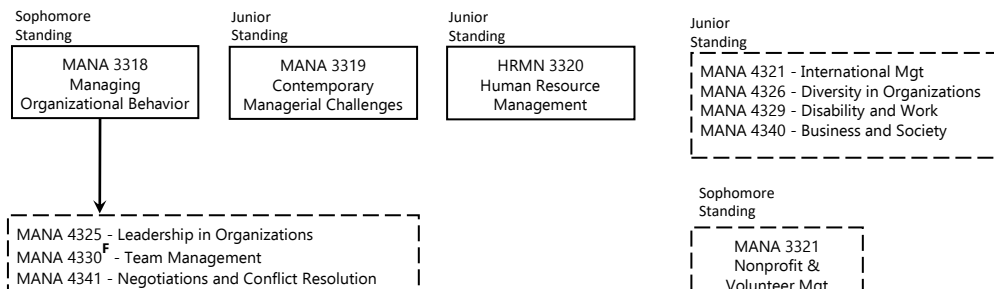 Sophomore
Standing
MANA 3318
Managing
Organizational Behavior
Junior
Standing
MANA 3319
Contemporary
Managerial Challenges
Junior
Standing
HRMN 3320
Human Resource
Management
Junior
Standing
MANA 4321 - International Mgt
MANA 4326 - Diversity in Organizations
MANA 4329 - Disability and Work
MANA 4340 - Business and Society
MANA 4325 - Leadership in Organizations
MANA 4330F - Team Management
MANA 4341 - Negotiations and Conflict Resolution
Sophomore
Standing
MANA 3321
Nonprofit &
Volunteer Mgt